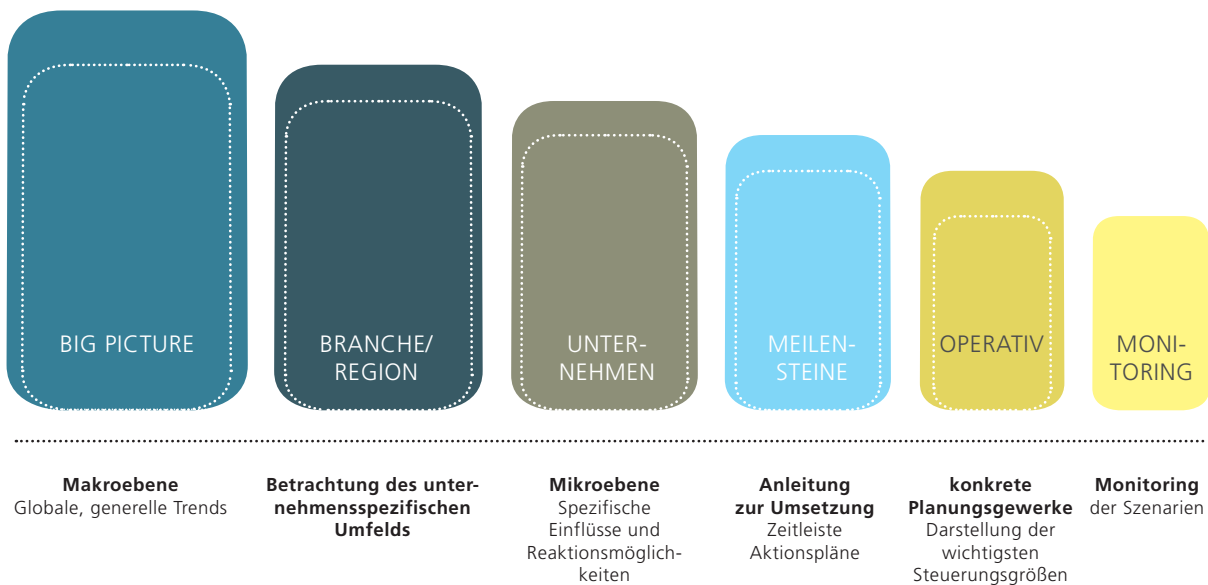 BIG PICTURE
BRANCHE/
REGION
UNTER-
NEHMEN
MEILEN-
STEINE
OPERATIV
MONI-
TORING
Makroebene
Globale, generelle Trends
Betrachtung des unter-
nehmensspezifischen
Umfelds
Mikroebene
Spezifische
Einflüsse und
Reaktionsmöglich-
keiten
Anleitung
zur Umsetzung
Zeitleiste
Aktionspläne
konkrete
Planungsgewerke
Darstellung der
wichtigsten
Steuerungsgrößen
Monitoring
der Szenarien